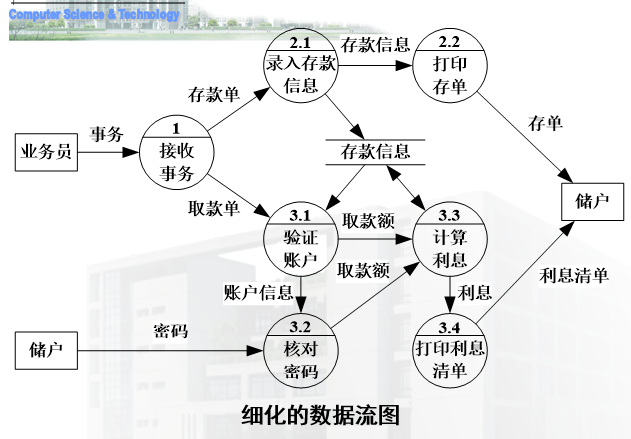 Computer Science & Technology
2.1
录入存款
信息
存款信息
2.2
打印
存单
存款单
存单
事务
业务员
1
接收
事务
存款信息
储户
取款单
3.1
验证
账户
取款额
3.3
计算
利息
账户信息
取款额
利息
利息清单
密码
储户
3.2
核对
密码
3.4
打印利息
清单
细化的数据流图